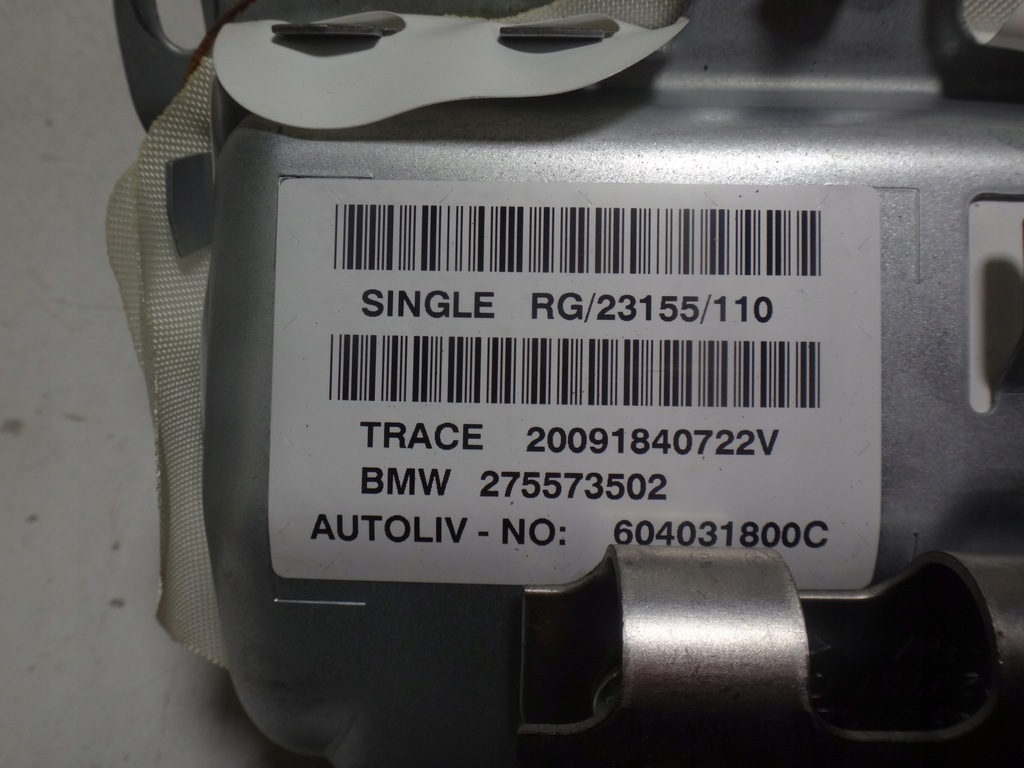 SINGLE RG/23155/110
TRACE 20091840722V
BMW 275573502
AUTOLIV - NO: 604031800C